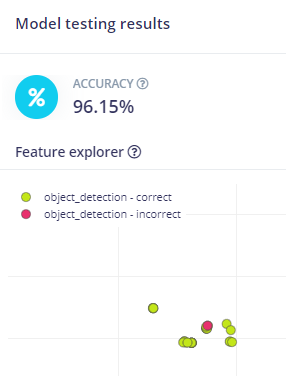 Model testing results
%
ACCURACY ?
96.15%
Feature explorer ?
object_detection - correct
object_detection - incorrect